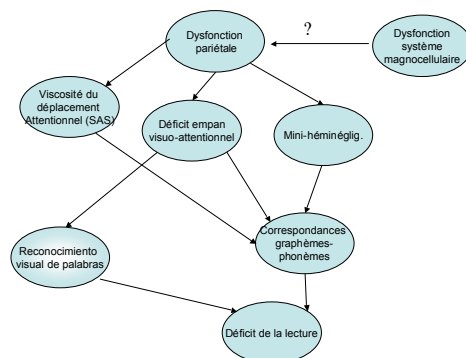 Dysfonction
pariétale
?
Dysfonction
système
magnocellulaire
Viscosité du
déplacement
Attentionnel (SAS)
Déficit empan
visuo-attentionnel
Mini-héminéglig.
Correspondances
graphèmes-
phonèmes
Reconocimiento
visual de palabras
Déficit de la lecture